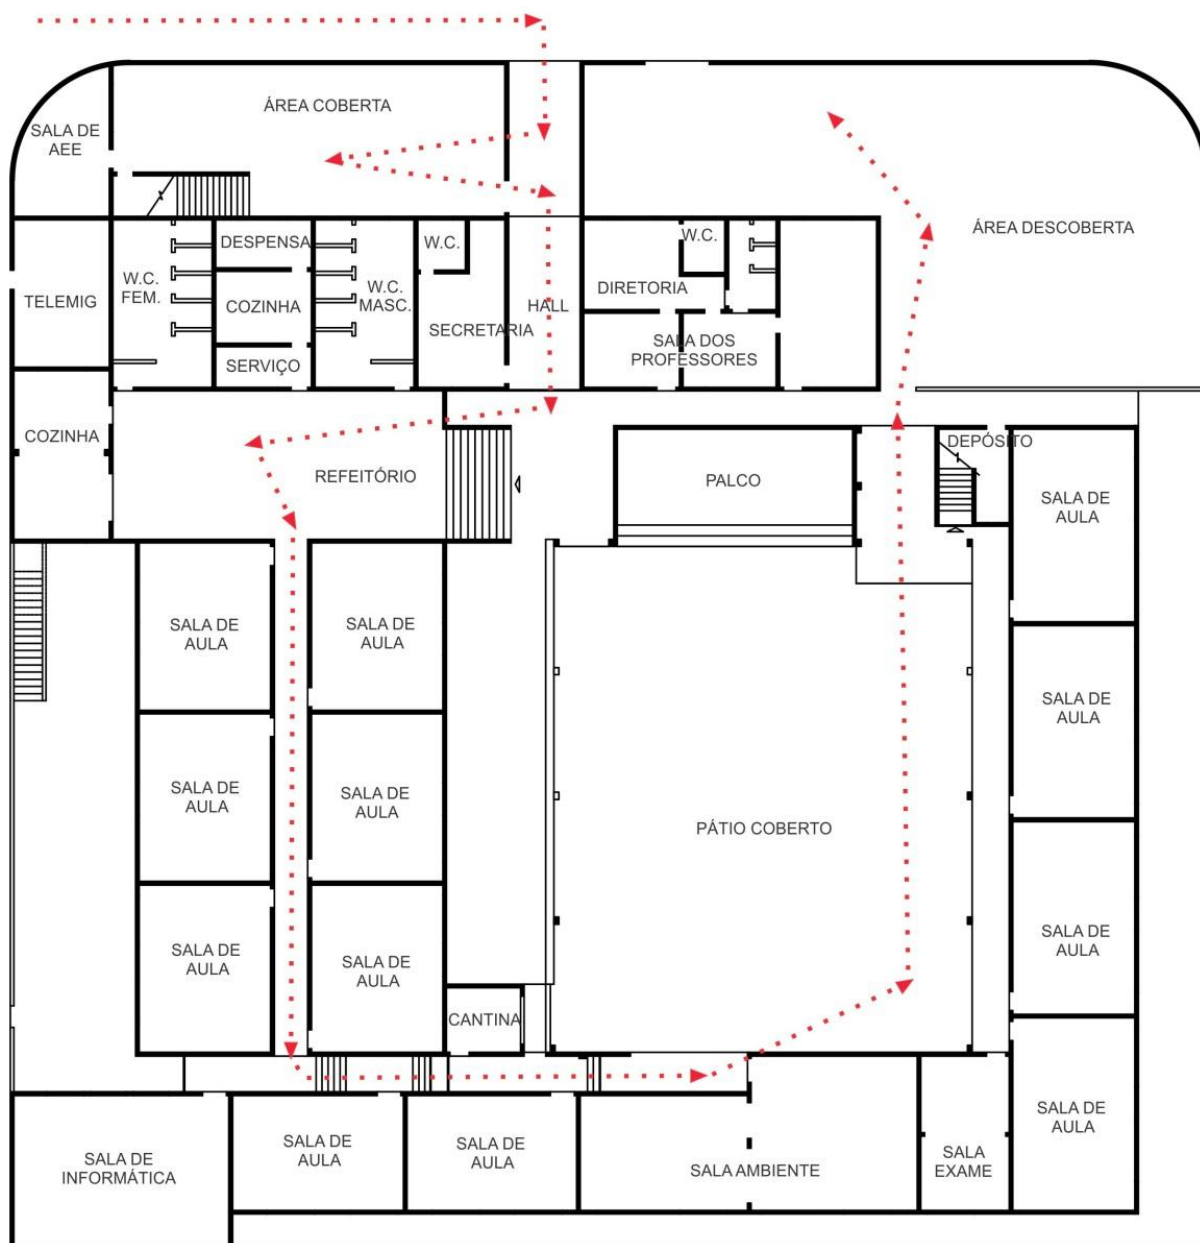 ÁREA COBERTA
SALA DE
AEE
ÁREA DESCOBERTA
DESPENSA
W.C.
W.C.
W.C.
FEM.
W.C.
MASC.
TELEMIG
COZINHA
DIRETORIA
HALL
SECRETARIA
SALA DOS
PROFESSORES
SERVIÇO
COZINHA
REFEITÓRIO
PALCO
DEPÓSITO
SALA DE
AULA
SALA DE
AULA
SALA DE
AULA
SALA DE
AULA
SALA DE
AULA
SALA DE
AULA
PÁTIO COBERTO
SALA DE
AULA
SALA DE
AULA
SALA DE
AULA
CANTINA
SALA DE
AULA
SALA DE
INFORMÁTICA
SALA DE
AULA
SALA DE
AULA
SALA AMBIENTE
SALA
EXAME